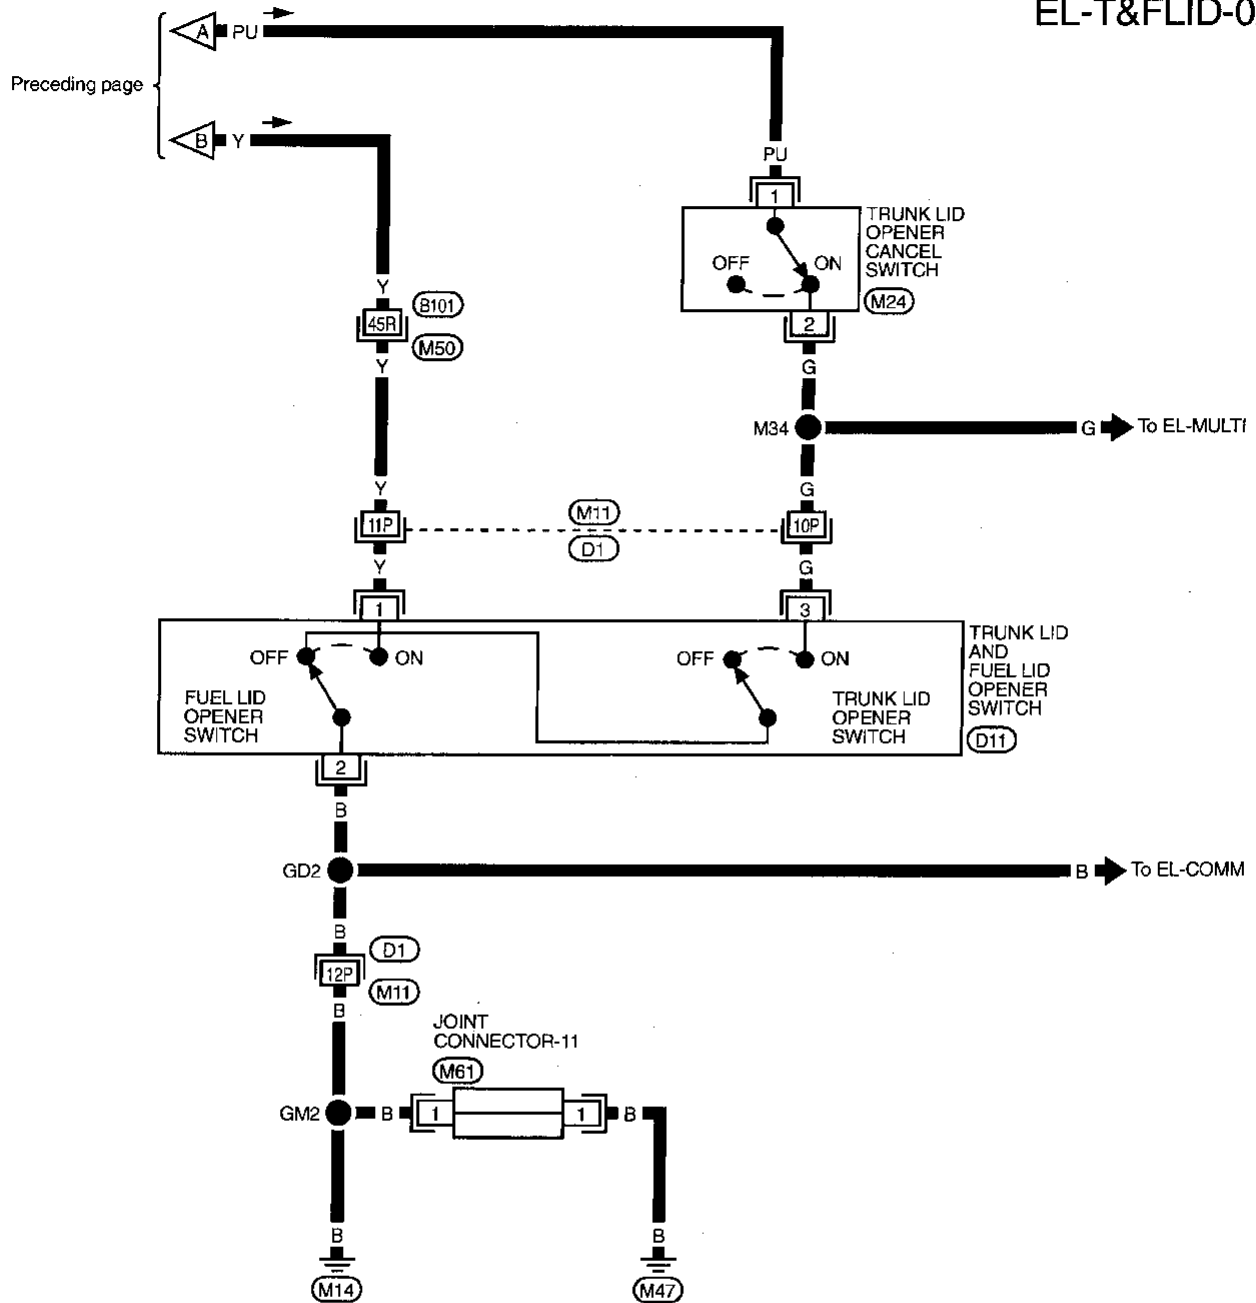 EL-T&FLID-0
A PU
Preceding page
B Y
PU
1
TRUNK LID
OPENER
CANCEL
SWITCH
OFF ON
M24
2
G
Y
45R
B101
M50
Y
M34
G
To EL-MULTI
Y
G
11P
M11
D1
10P
Y
G
1
3
OFF ON
OFF ON
FUEL LID
OPENER
SWITCH
TRUNK LID
OPENER
SWITCH
TRUNK LID
AND
FUEL LID
OPENER
SWITCH
D11
2
B
GD2
B
To EL-COMM
B
D1
12P
M11
B
JOINT
CONNECTOR-11
M61
GM2
B
1
1
B
B
B
M14
M47